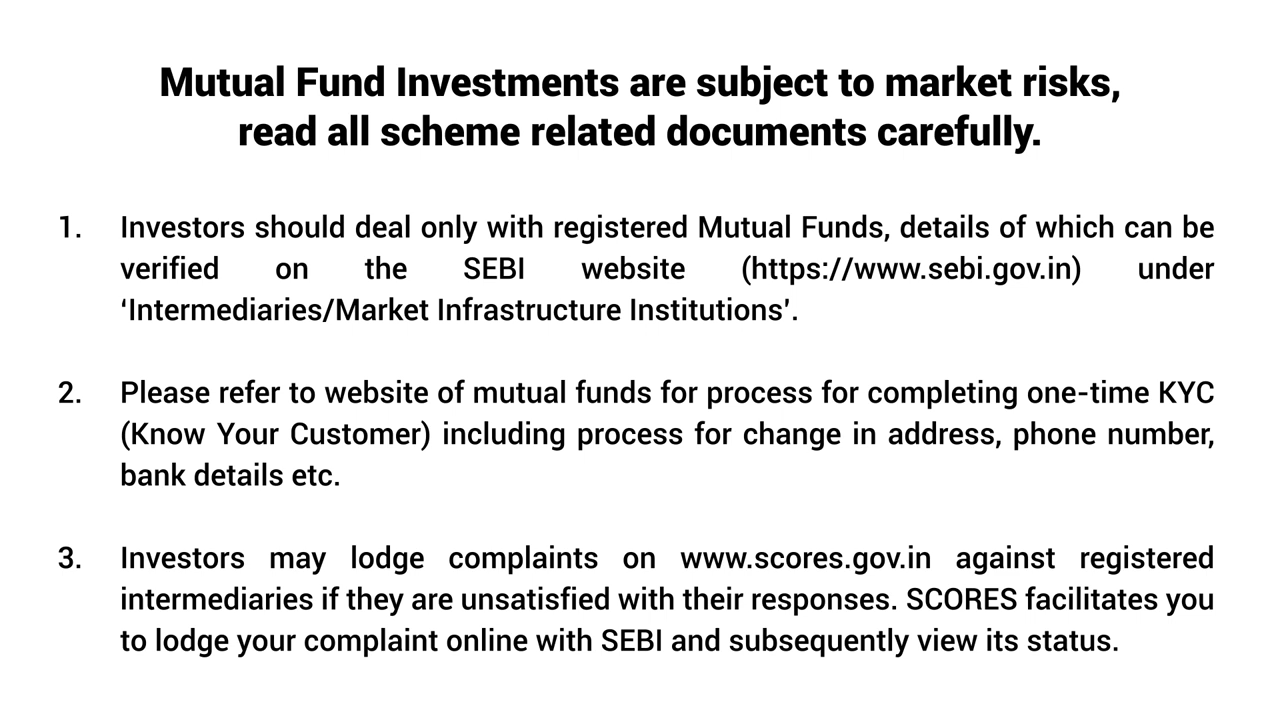 Mutual Fund Investments are subject to market risks,
read all scheme related documents carefully.
1. Investors should deal only with registered Mutual Funds, details of which can be
verified on the SEBI website (https://www.sebi.gov.in) under
‘Intermediaries/Market Infrastructure Institutions’.
2. Please refer to website of mutual funds for process for completing one-time KYC
(Know Your Customer) including process for change in address, phone number,
bank details etc.
3. Investors may lodge complaints on www.scores.gov.in against registered
intermediaries if they are unsatisfied with their responses. SCORES facilitates you
to lodge your complaint online with SEBI and subsequently view its status.